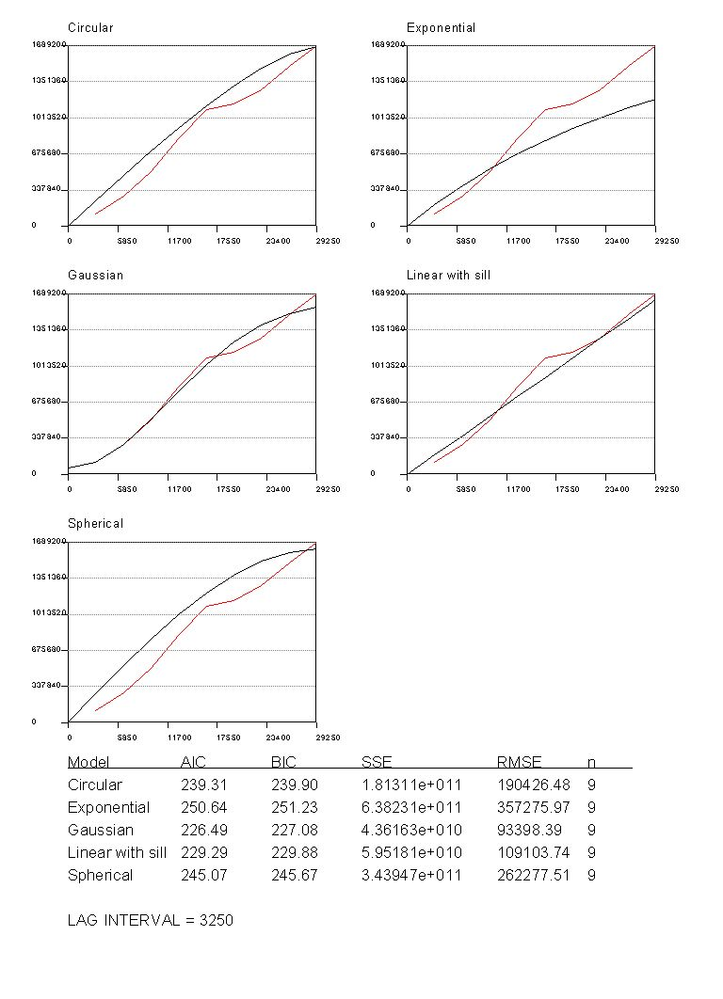 Circular
1689200
1351360
1013520
675680
337840
0
0 5850 11700 17550 23400 29250
Exponential
1689200
1351360
1013520
675680
337840
0
0 5850 11700 17550 23400 29250
Gaussian
1689200
1351360
1013520
675680
337840
0
0 5850 11700 17550 23400 29250
Linear with sill
1689200
1351360
1013520
675680
337840
0
0 5850 11700 17550 23400 29250
Spherical
1689200
1351360
1013520
675680
337840
0
0 5850 11700 17550 23400 29250
Model AIC BIC SSE RMSE n
Circular 239.31 239.90 1.81311e+011 190426.48 9
Exponential 250.64 251.23 6.38231e+011 357275.97 9
Gaussian 226.49 227.08 4.36163e+010 93398.39 9
Linear with sill 229.29 229.88 5.95181e+010 109103.74 9
Spherical 245.07 245.67 3.43947e+011 262277.51 9
LAG INTERVAL = 3250